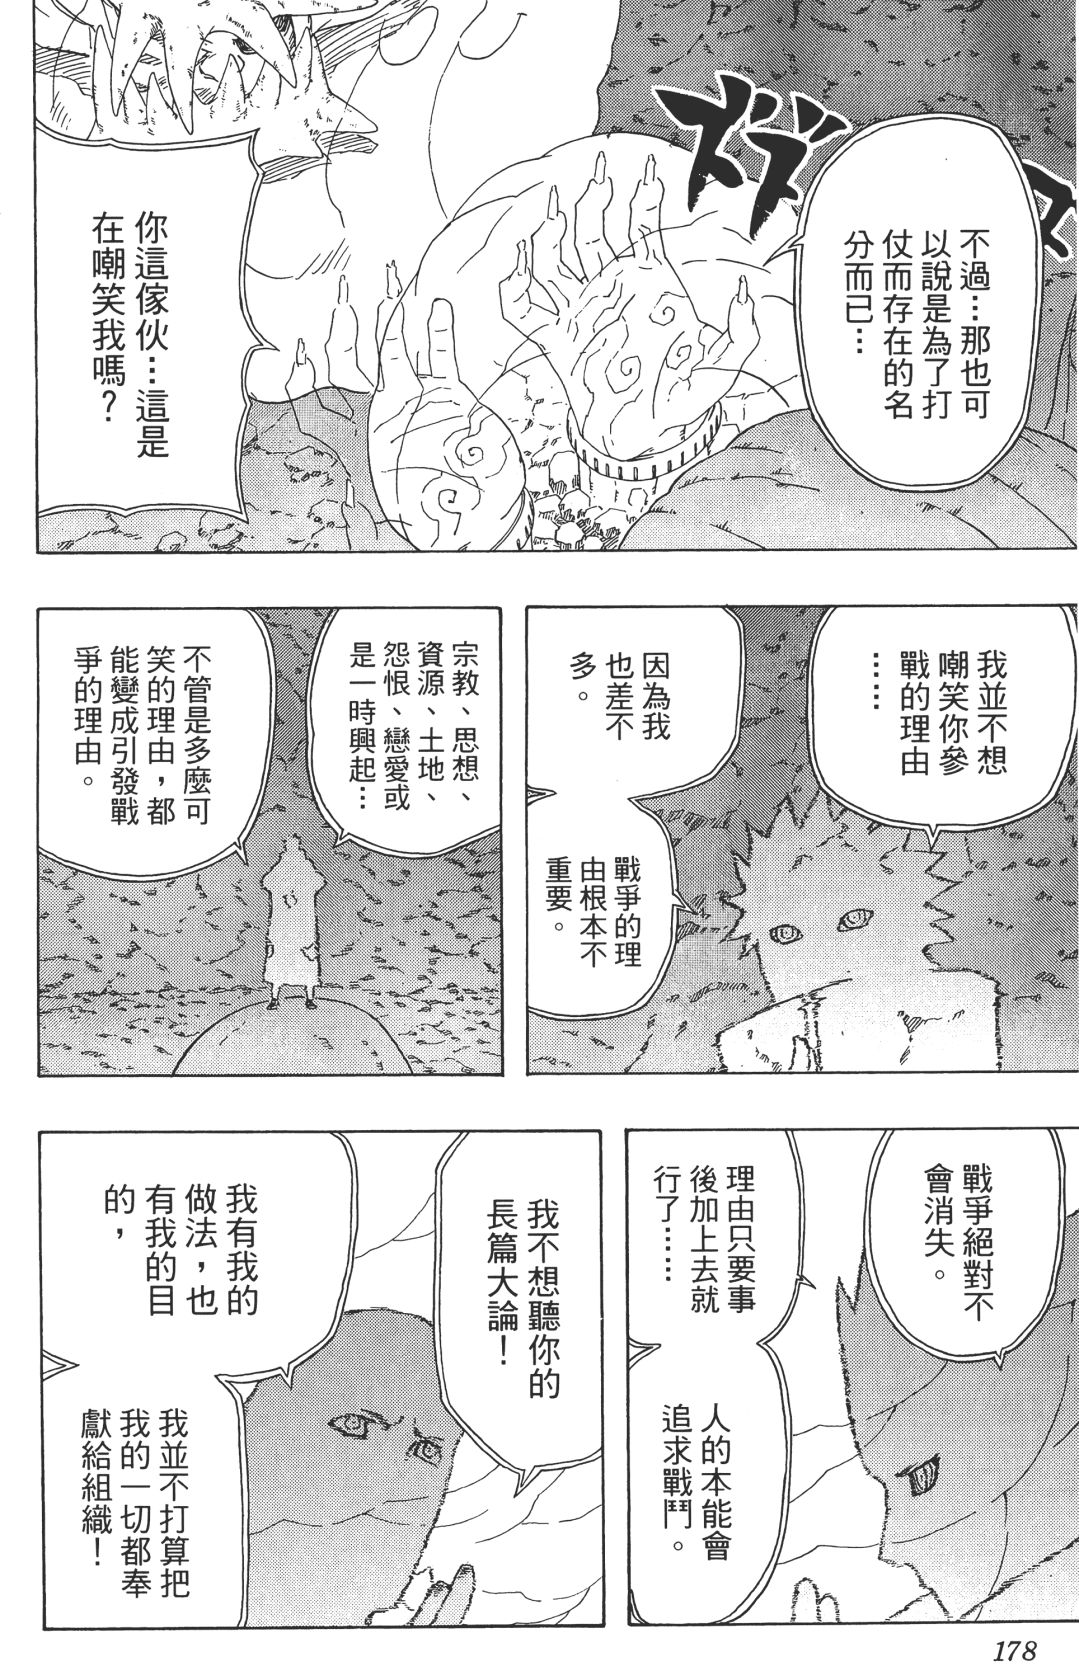 不過…那也可
以說是為了打
仗而存在的名
分而已…
ドドド
你這傢伙…這是
在嘲笑我嗎？
我並不想
嘲笑你參
戰的理由
……
因為我
也差不
多。
戰爭的理
由根本不
重要。
宗教、思想、
資源、土地、
怨恨、戀愛或
是一時興起…
不管是多麼可
笑的理由，都
能變成引發戰
爭的理由。
戰爭絕對不
會消失。
理由只要事
後加上去就
行了……
人的本能會
追求戰鬥。
我不想聽你的
長篇大論！
我有我的
做法，也
有我的目
的，
我並不打算把
我的一切都奉
獻給組織！
178